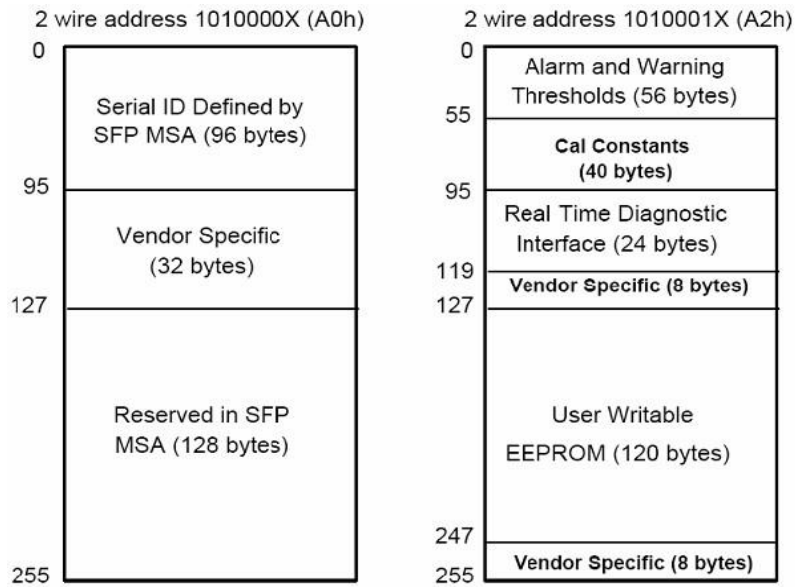 2 wire address 1010000X (A0h)
0
Serial ID Defined by
SFP MSA (96 bytes)
95
Vendor Specific
(32 bytes)
127
Reserved in SFP
MSA (128 bytes)
255
2 wire address 1010001X (A2h)
0
Alarm and Warning
Thresholds (56 bytes)
55
Cal Constants
(40 bytes)
95
Real Time Diagnostic
Interface (24 bytes)
119
Vendor Specific (8 bytes)
127
User Writable
EEPROM (120 bytes)
247
Vendor Specific (8 bytes)
255